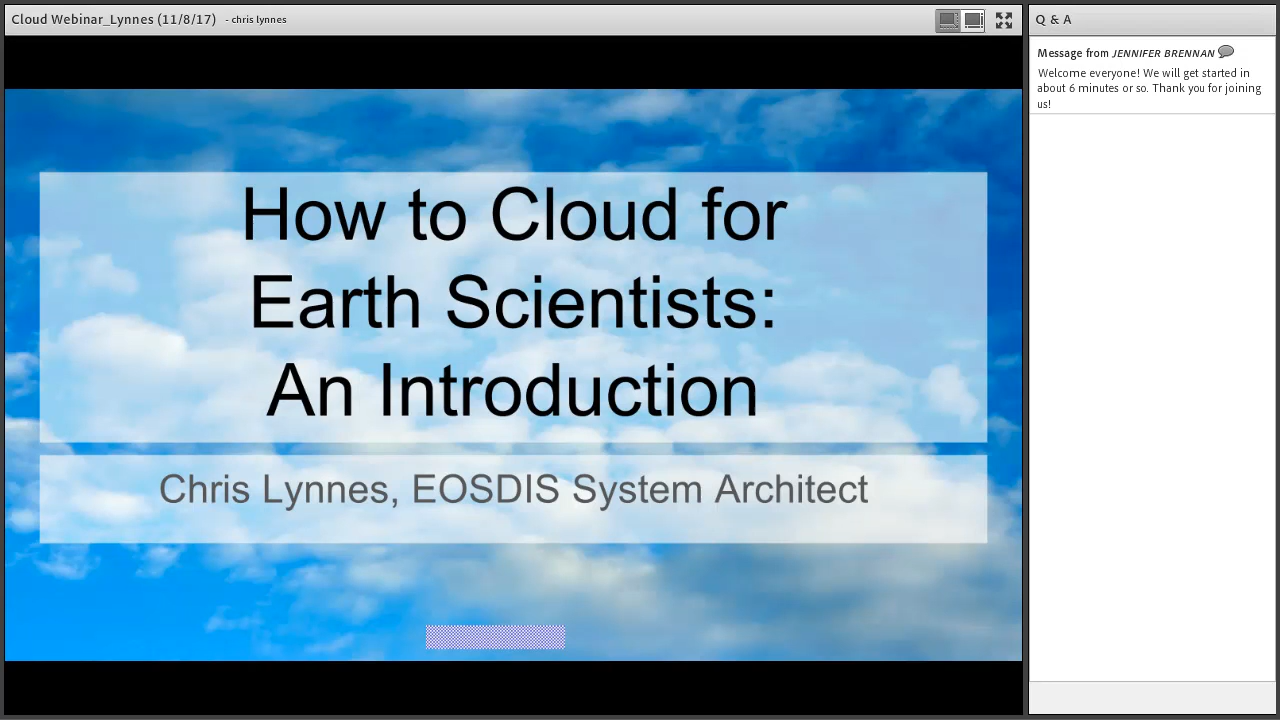 Cloud Webinar_Lynnes (11/8/17) - chris lynnes
How to Cloud for
Earth Scientists:
An Introduction
Chris Lynnes, EOSDIS System Architect
Q & A
Message from JENNIFER BRENNAN
Welcome everyone! We will get started in
about 6 minutes or so. Thank you for joining
us!